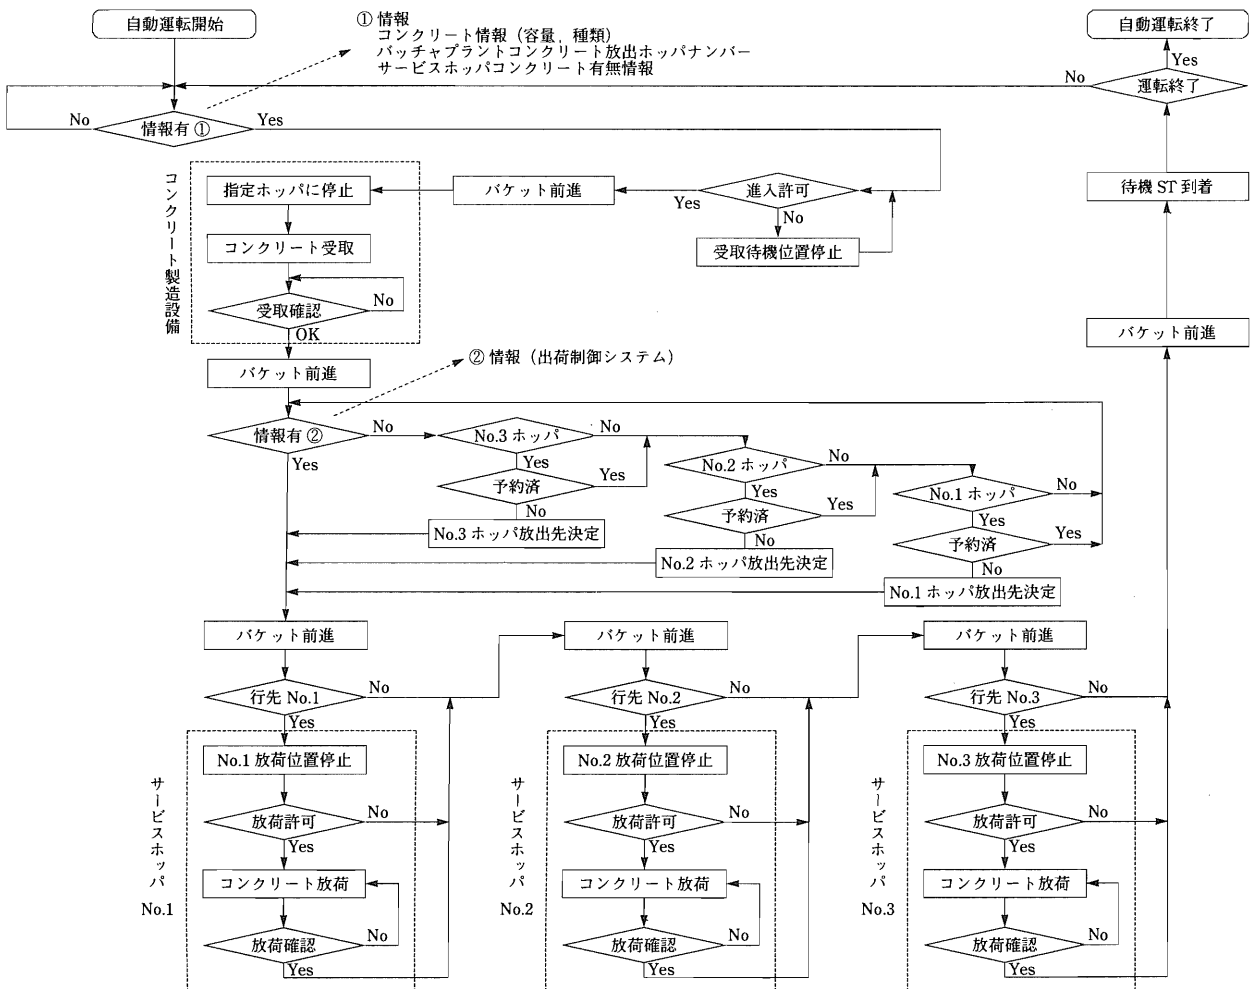 自動運転開始
① 情報
コンクリート情報（容量，種類）
バッチャプラントコンクリート放出ホッパナンバー
サービスホッパコンクリート有無情報
自動運転終了
Yes
運転終了
No
情報有 ①
No
Yes
コンクリート製造設備
指定ホッパに停止
バケット前進
進入許可
Yes
No
受取待機位置停止
待機 ST 到着
コンクリート受取
受取確認
No
OK
バケット前進
バケット前進
② 情報（出荷制御システム）
情報有 ②
No
Yes
No.3 ホッパ
No
Yes
予約済
Yes
No
No.3 ホッパ放出先決定
No.2 ホッパ
No
Yes
予約済
Yes
No
No.2 ホッパ放出先決定
No.1 ホッパ
No
Yes
予約済
Yes
No
No.1 ホッパ放出先決定
バケット前進
行先 No.1
No
Yes
サービスホッパ
No.1
No.1 放荷位置停止
放荷許可
No
Yes
コンクリート放荷
放荷確認
No
Yes
バケット前進
行先 No.2
No
Yes
サービスホッパ
No.2
No.2 放荷位置停止
放荷許可
No
Yes
コンクリート放荷
放荷確認
No
Yes
バケット前進
行先 No.3
No
Yes
サービスホッパ
No.3
No.3 放荷位置停止
放荷許可
No
Yes
コンクリート放荷
放荷確認
No
Yes